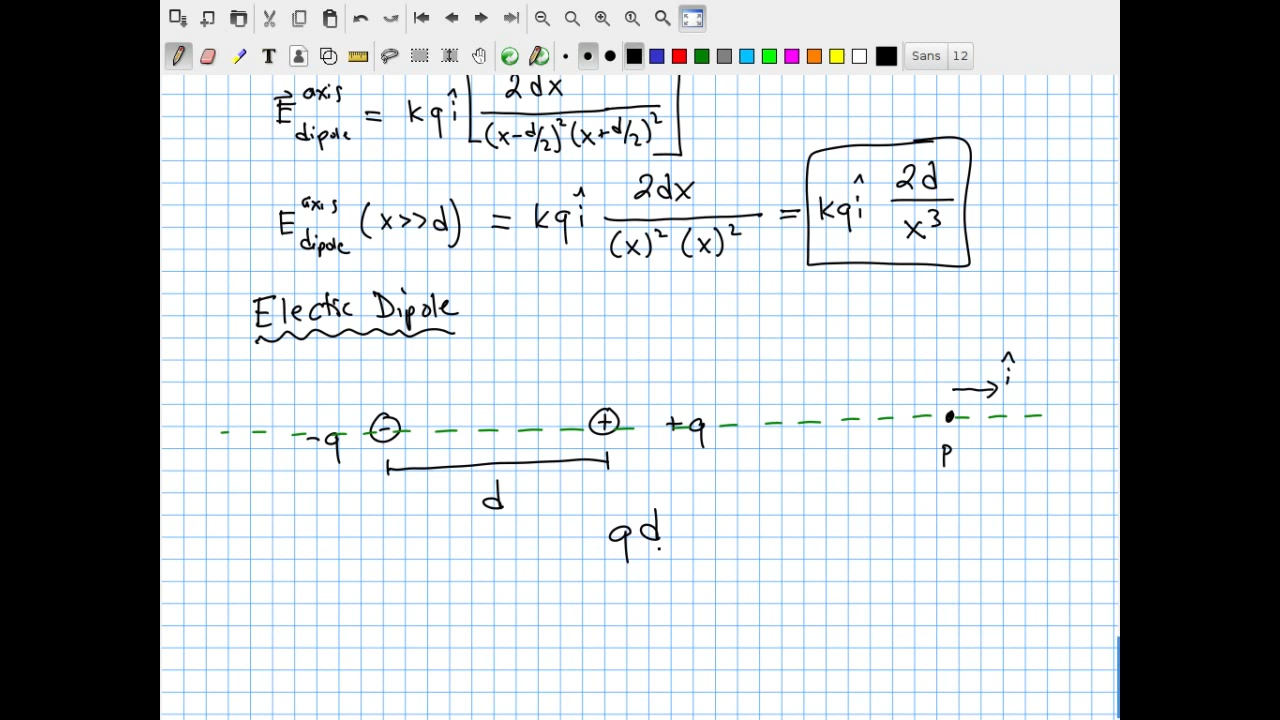 Sans 12
E⃗ axis dipole = kq î [ 2dx / (x-d/2)² (x+d/2)² ]
E axis dipole (x>>d) = kq î 2dx / (x)² (x)² = kq î 2d / x³
Electic Dipole
î
-q - + +q
p
d
qd